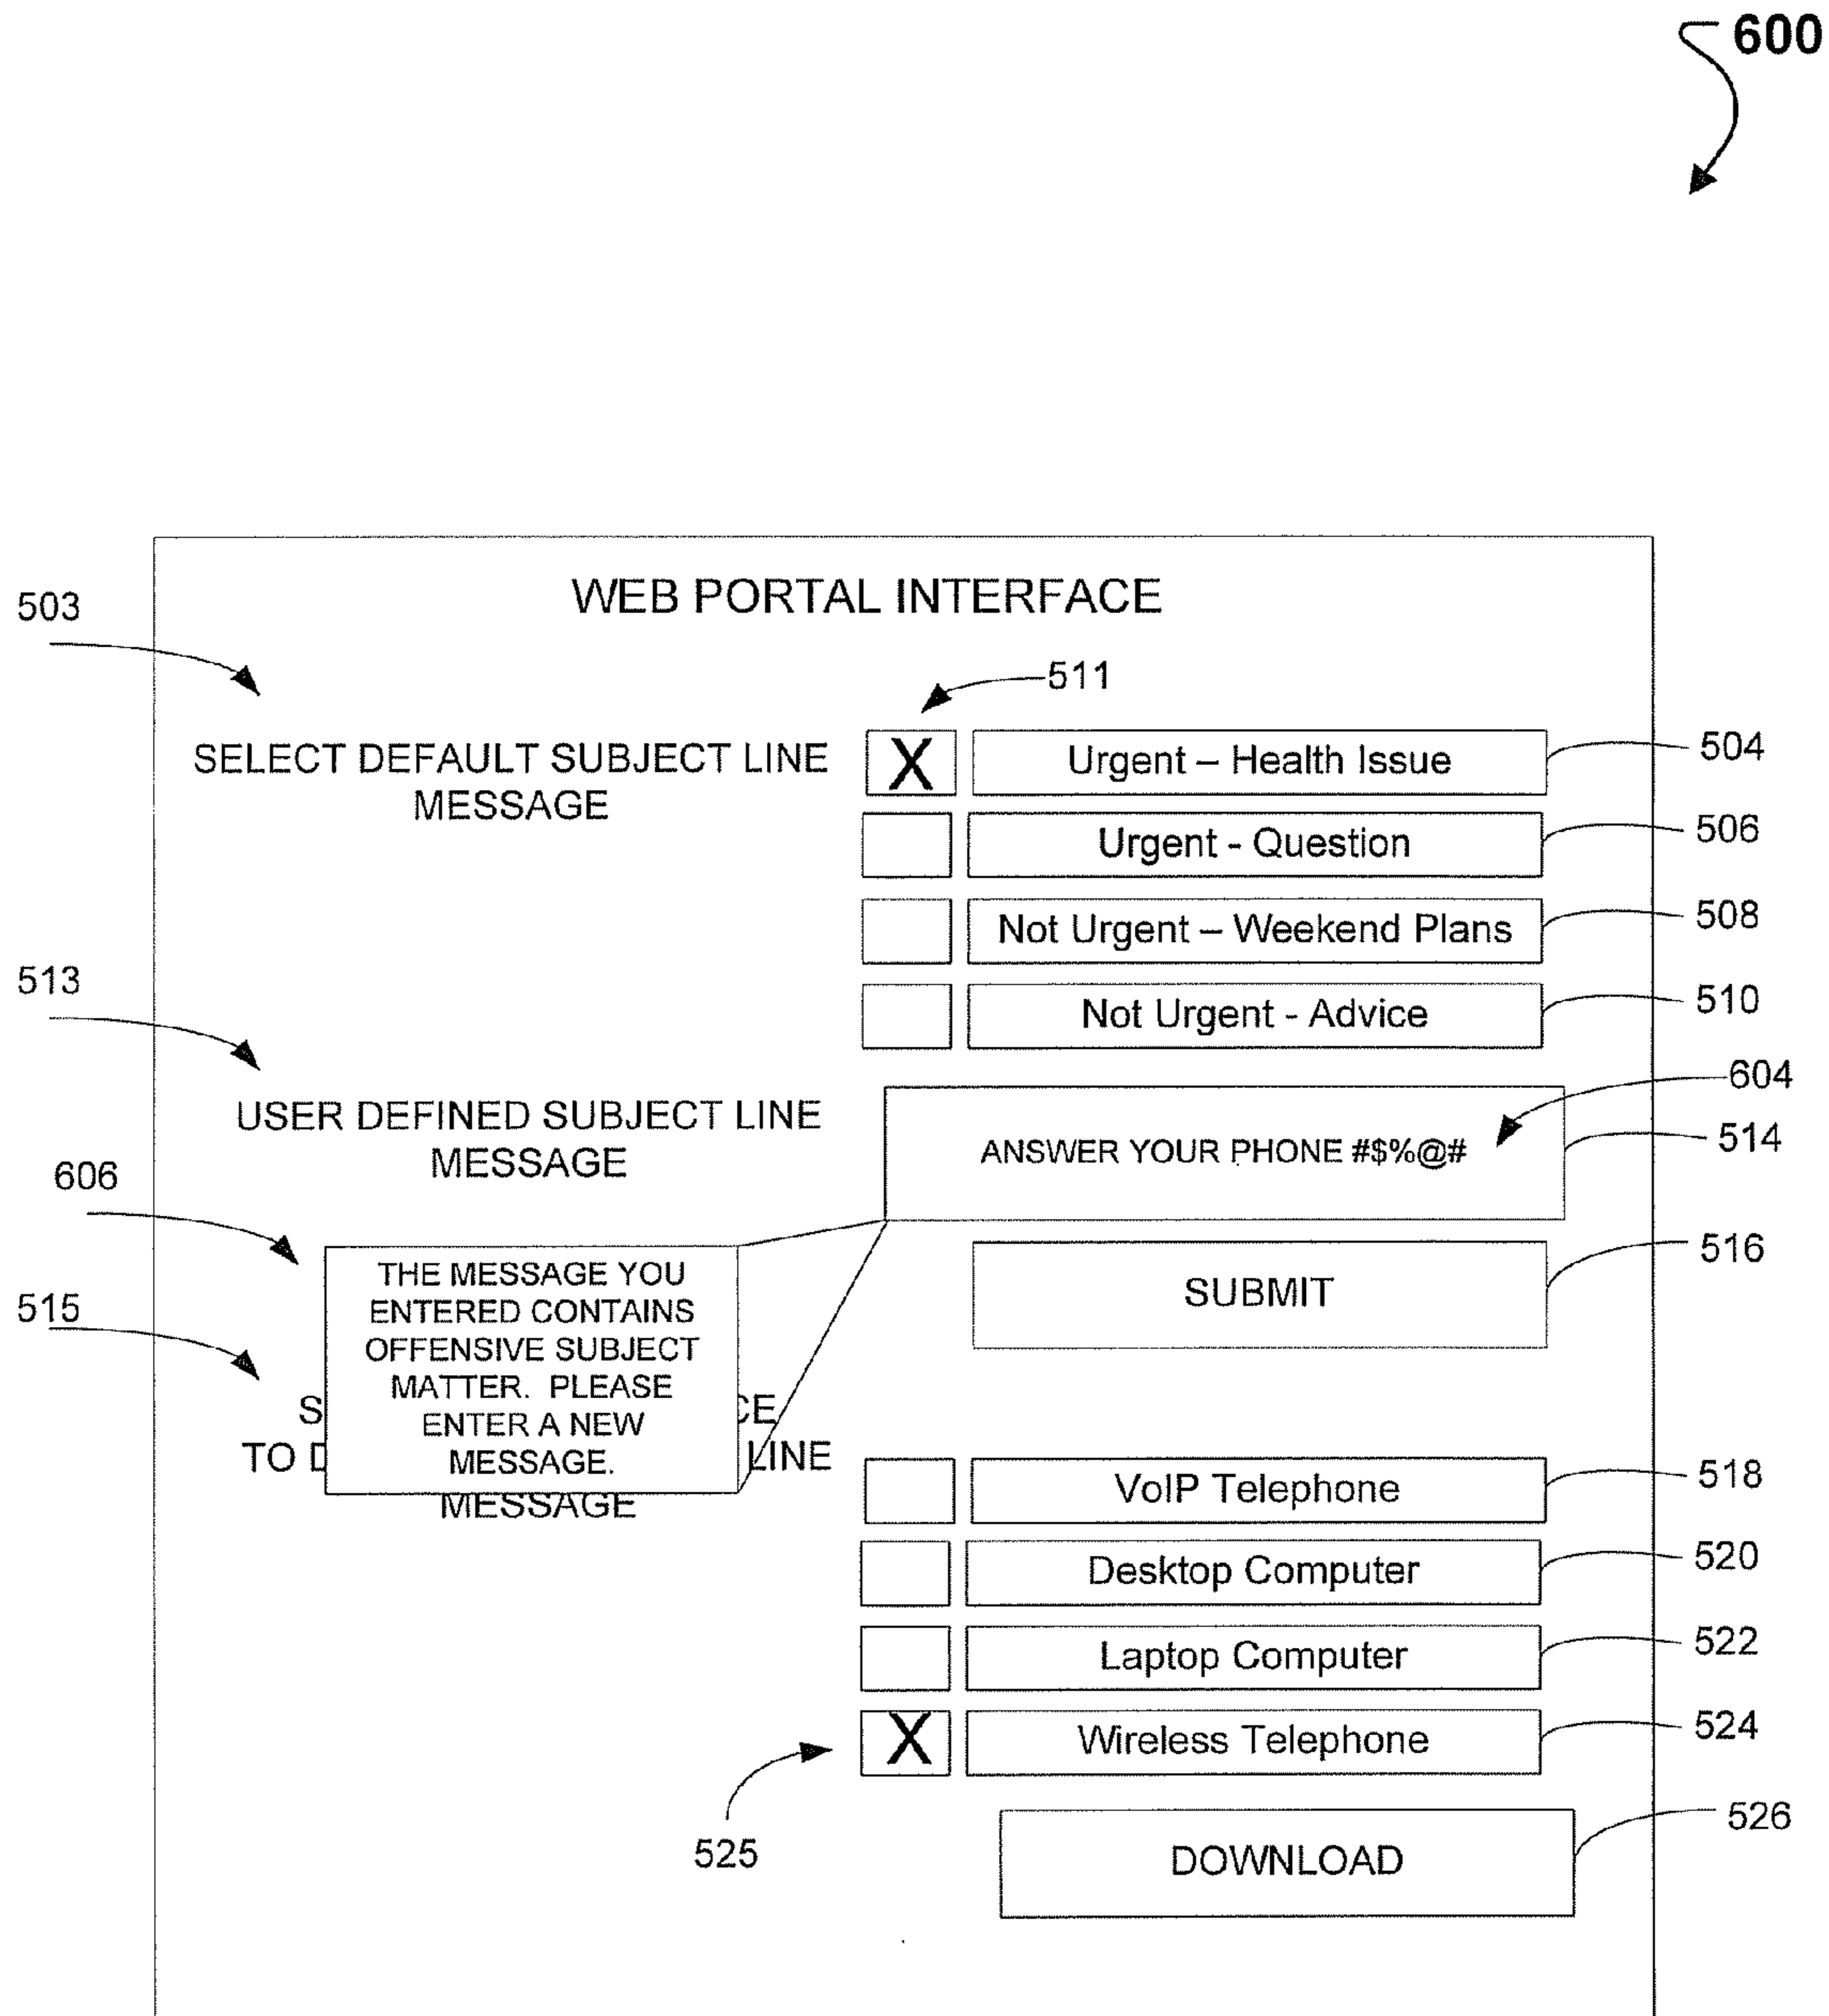 600
WEB PORTAL INTERFACE
503
511
SELECT DEFAULT SUBJECT LINE
MESSAGE
X
Urgent – Health Issue
504
Urgent - Question
506
Not Urgent – Weekend Plans
508
Not Urgent - Advice
510
513
USER DEFINED SUBJECT LINE
MESSAGE
604
ANSWER YOUR PHONE #$%@#
514
606
THE MESSAGE YOU
ENTERED CONTAINS
OFFENSIVE SUBJECT
MATTER. PLEASE
ENTER A NEW
MESSAGE.
SUBMIT
516
515
TO
LINE
MESSAGE
VoIP Telephone
518
Desktop Computer
520
Laptop Computer
522
X
Wireless Telephone
524
525
DOWNLOAD
526